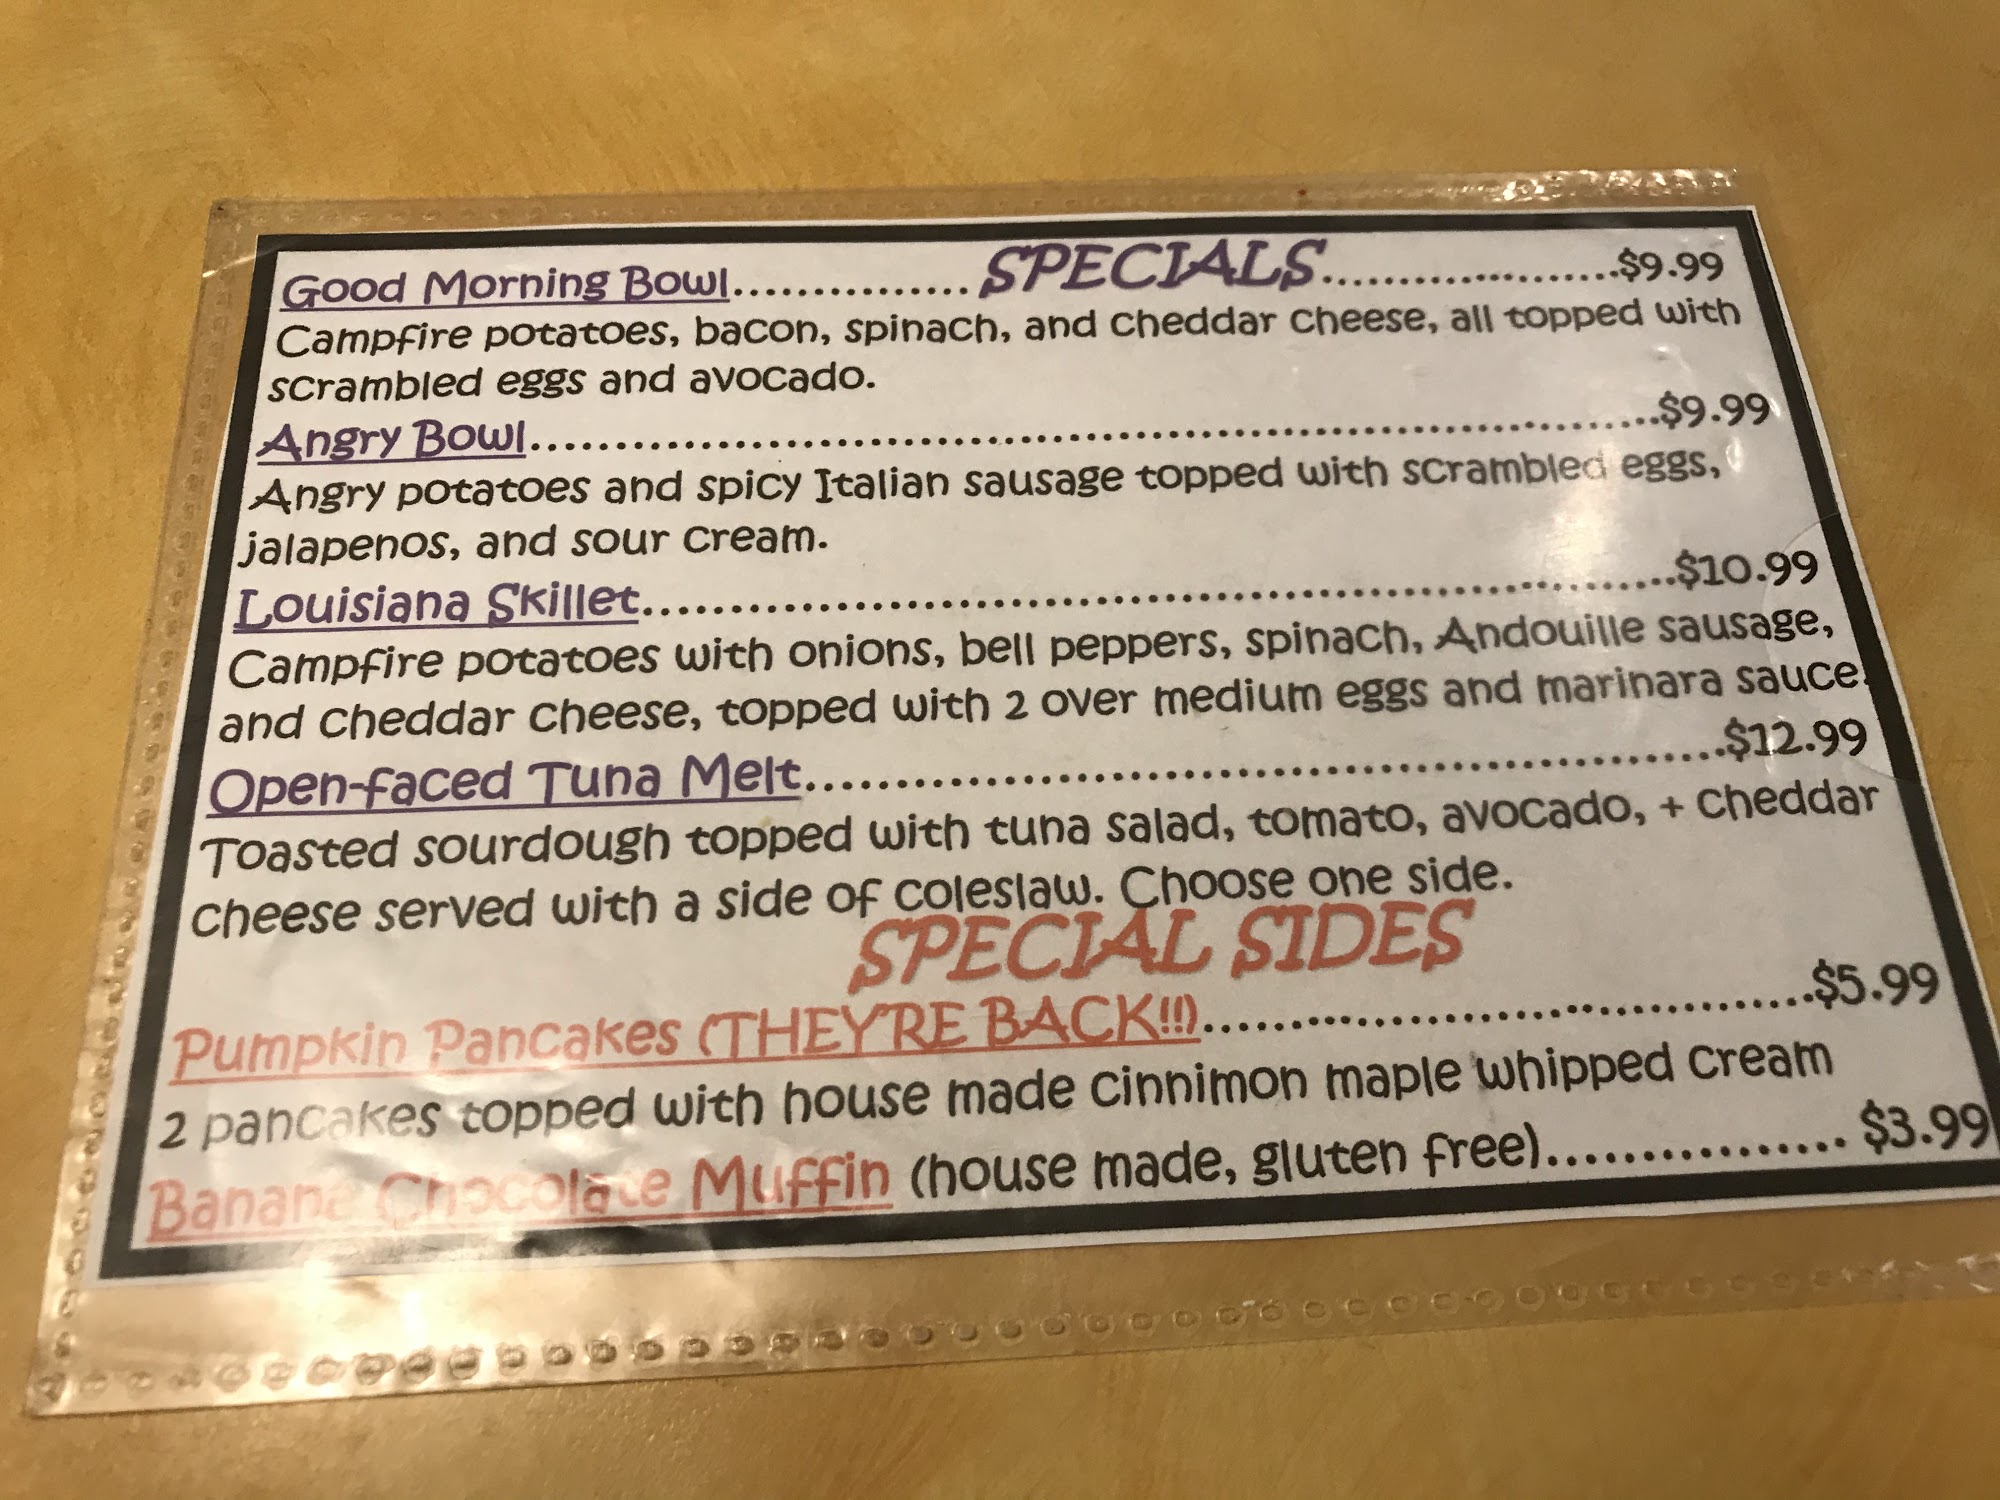 Good Morning Bowl...............SPECIALS...................$9.99
Campfire potatoes, bacon, spinach, and cheddar cheese, all topped with
scrambled eggs and avocado.
Angry Bowl.....................................................................$9.99
Angry potatoes and spicy Italian sausage topped with scrambled eggs,
jalapenos, and sour cream.
Louisiana Skillet.............................................................$10.99
Campfire potatoes with onions, bell peppers, spinach, Andouille sausage,
and cheddar cheese, topped with 2 over medium eggs and marinara sauce.
Open-faced Tuna Melt....................................................$12.99
Toasted sourdough topped with tuna salad, tomato, avocado, + cheddar
cheese served with a side of coleslaw. Choose one side.
SPECIAL SIDES
Pumpkin Pancakes (THEY'RE BACK!!)...................................$5.99
2 pancakes topped with house made cinnimon maple whipped cream
Banana Chocolate Muffin (house made, gluten free)................ $3.99